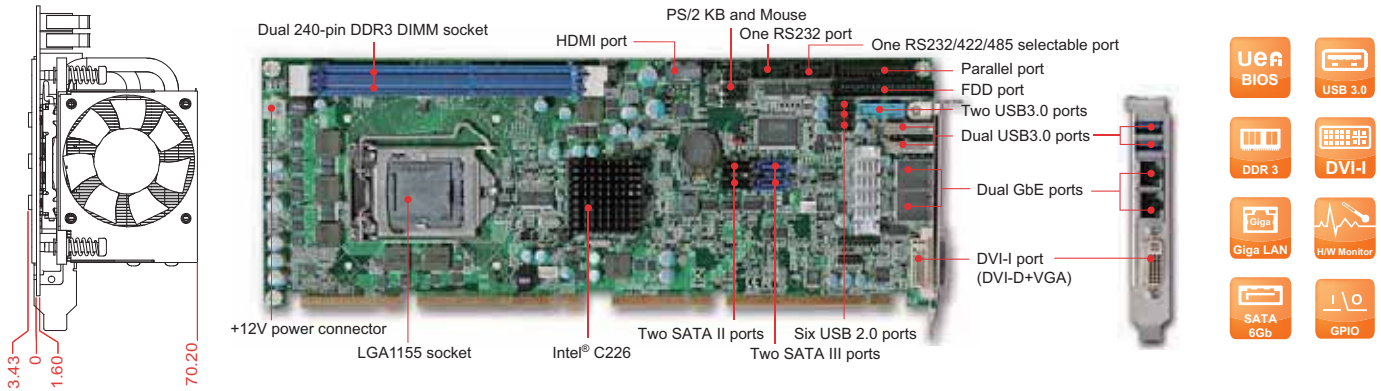 PS/2 KB and Mouse
Dual 240-pin DDR3 DIMM socket
One RS232 port
HDMI port
One RS232/422/485 selectable port
Parallel port
FDD port
Two USB3.0 ports
Dual USB3.0 ports
Dual GbE ports
DVI-I port
(DVI-D+VGA)
+12V power connector
LGA1155 socket
Intel® C226
Two SATA II ports
Two SATA III ports
Six USB 2.0 ports
3.43
0
1.60
70.20
UEFI
BIOS
USB 3.0
DDR 3
DVI-I
Giga
Giga LAN
H/W Monitor
SATA
6Gb
I \ O
GPIO